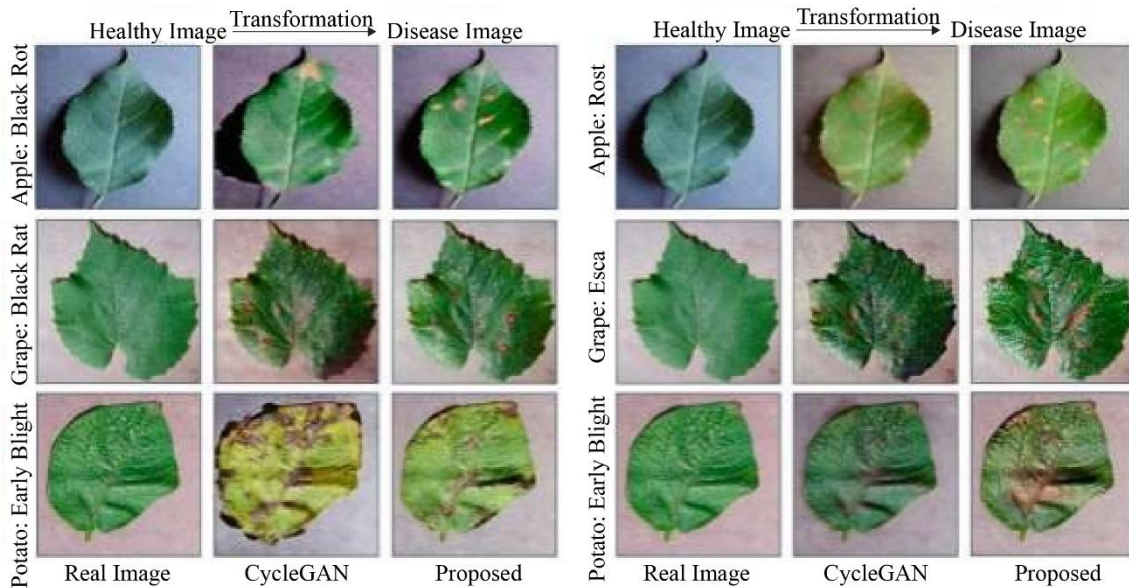 Healthy Image Transformation Disease Image
Apple: Black Rot
Grape: Black Rat
Potato: Early Blight
Real Image CycleGAN Proposed
Healthy Image Transformation Disease Image
Apple: Rost
Grape: Esca
Potato: Early Blight
Real Image CycleGAN Proposed